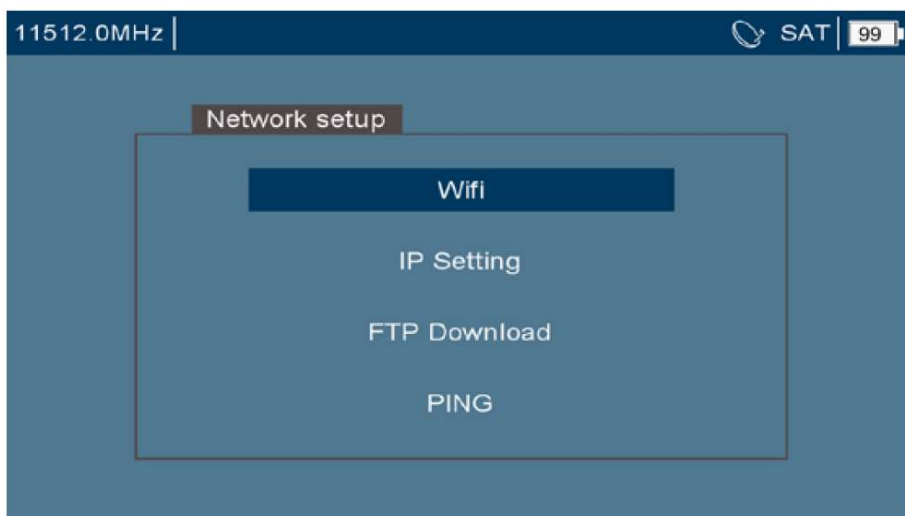 11512.0MHz SAT 99
Network setup
Wifi
IP Setting
FTP Download
PING